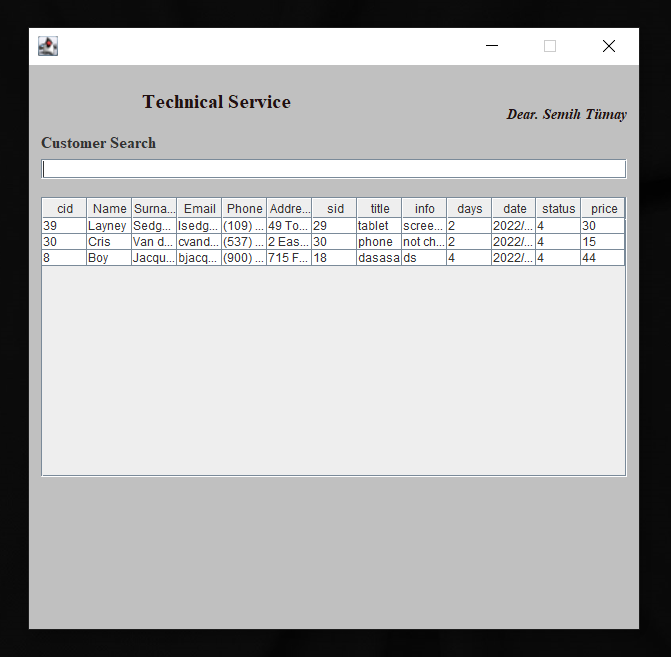 Technical Service
Dear. Semih Tümay
Customer Search
cid Name Surna... Email Phone Addre... sid title info days date status price
39 Layney Sedg... lsedg... (109) ... 49 To... 29 tablet scree... 2 2022/... 4 30
30 Cris Van d... cvand... (537) ... 2 Eas... 30 phone not ch... 2 2022/... 4 15
8 Boy Jacqu... bjacq... (900) ... 715 F... 18 dasasa ds 4 2022/... 4 44